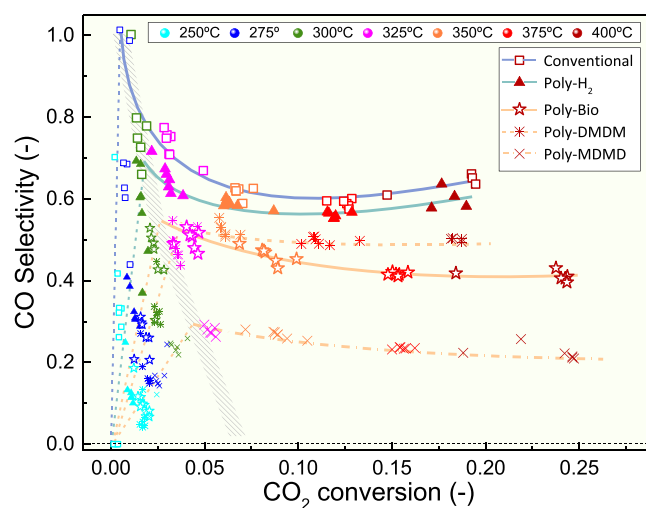 250ºC 275º 300ºC 325ºC 350ºC 375ºC 400ºC
Conventional
Poly-H₂
Poly-Bio
Poly-DMDM
Poly-MDMD
1.0
0.8
0.6
0.4
0.2
0.0
CO Selectivity (-)
0.00 0.05 0.10 0.15 0.20 0.25
CO₂ conversion (-)